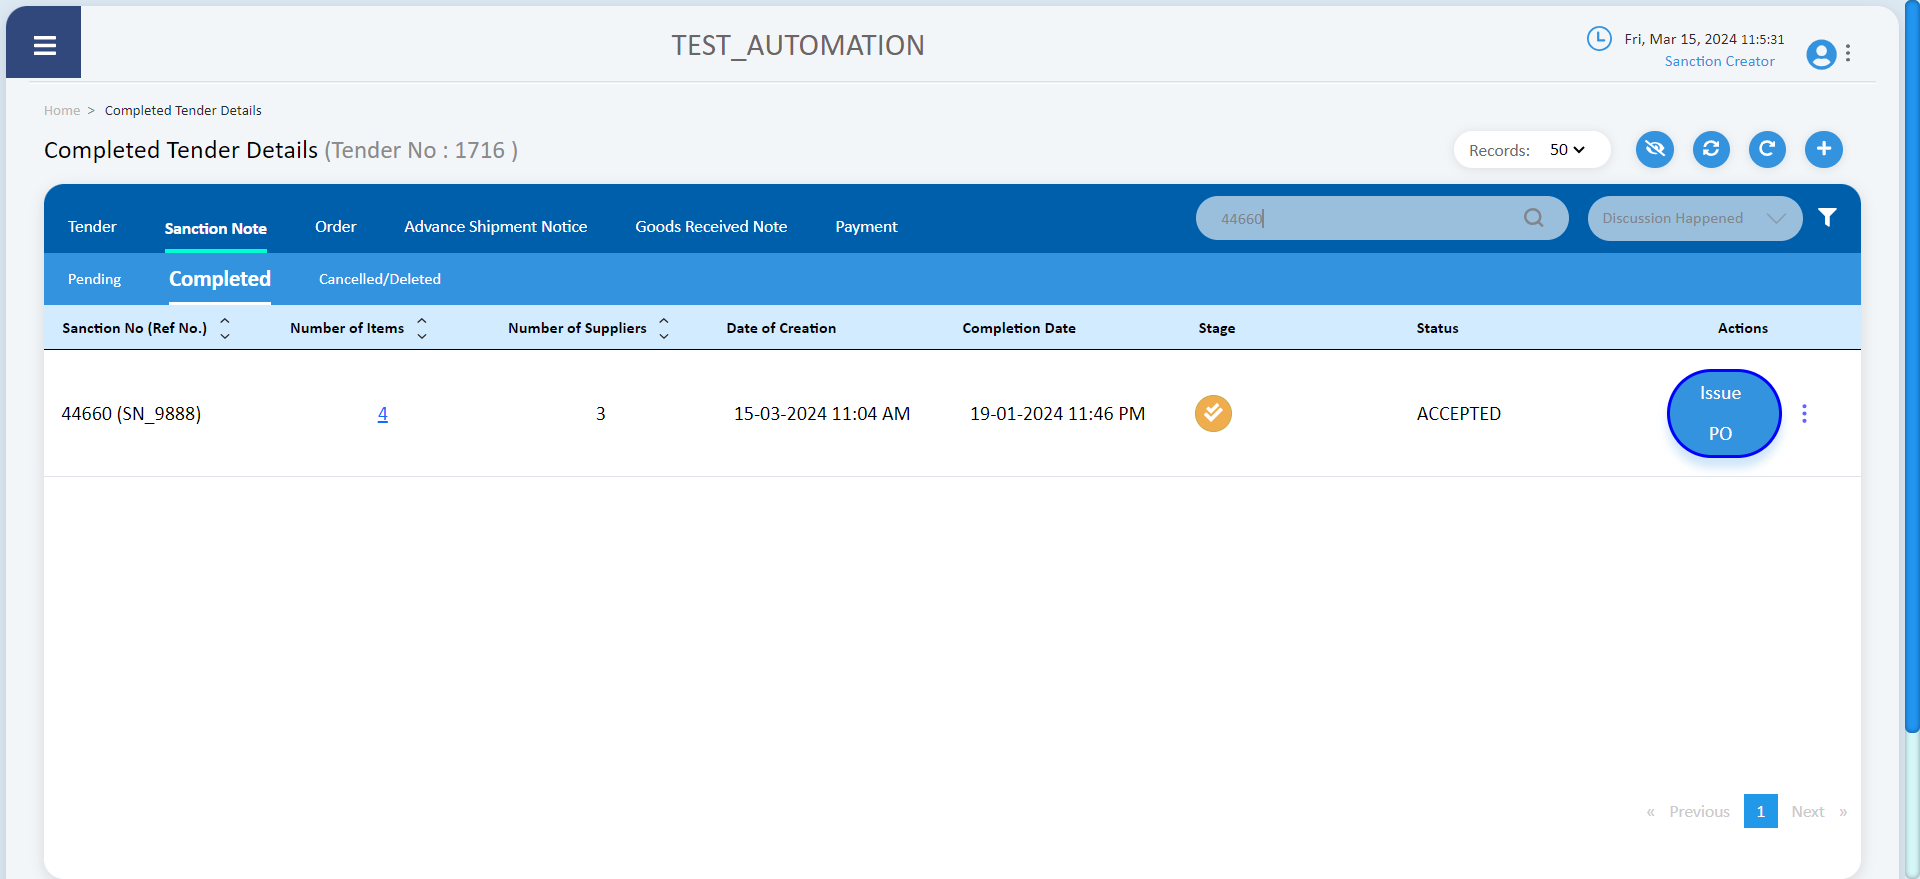 TEST_AUTOMATION
Fri, Mar 15, 2024 11:5:31
Sanction Creator
Home > Completed Tender Details
Completed Tender Details (Tender No : 1716 )
Records: 50
Tender Sanction Note Order Advance Shipment Notice Goods Received Note Payment 44660 Discussion Happened
Pending Completed Cancelled/Deleted
Sanction No (Ref No.) Number of Items Number of Suppliers Date of Creation Completion Date Stage Status Actions
44660 (SN_9888) 4 3 15-03-2024 11:04 AM 19-01-2024 11:46 PM ACCEPTED Issue
PO
« Previous 1 Next »